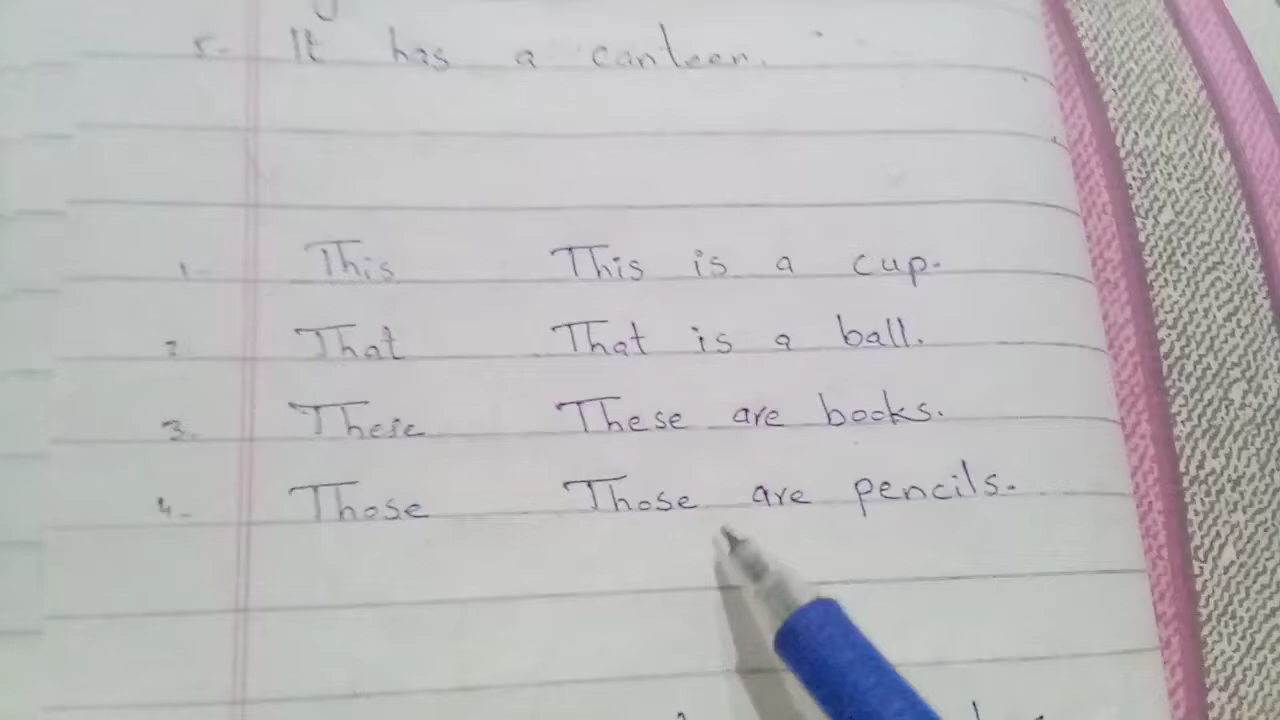 5. It has a canteen.
1. This This is a cup.
2. That That is a ball.
3. These These are books.
4. Those Those are pencils.